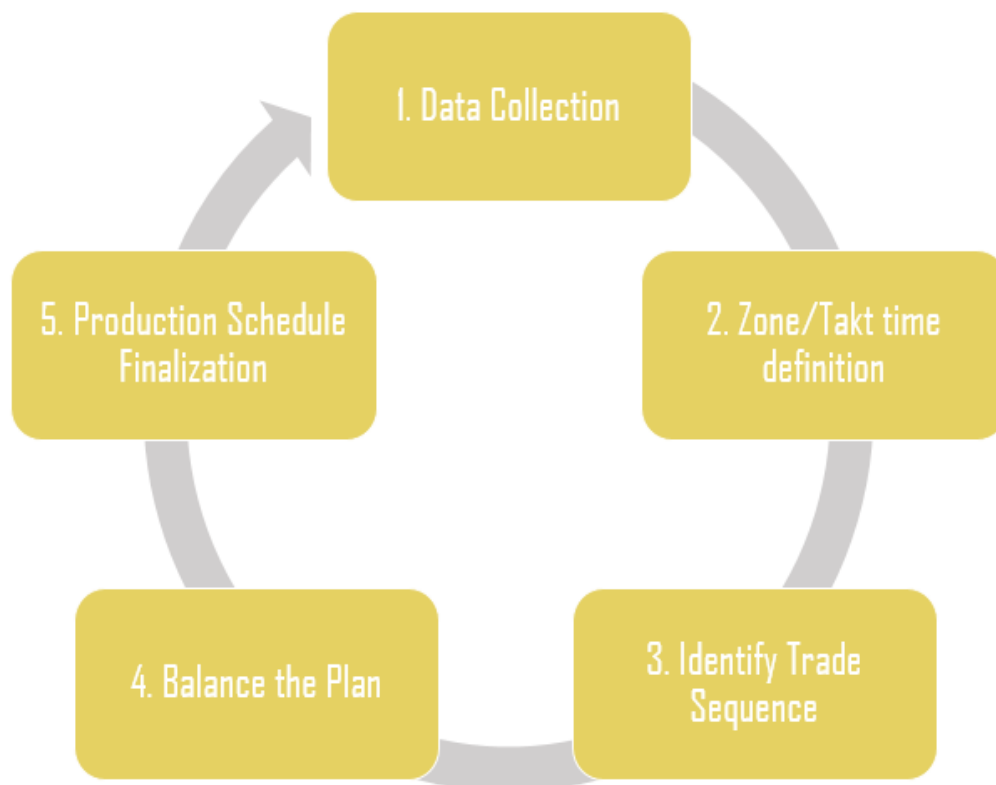 1. Data Collection
2. Zone/Takt time
definition
3. Identify Trade
Sequence
4. Balance the Plan
5. Production Schedule
Finalization